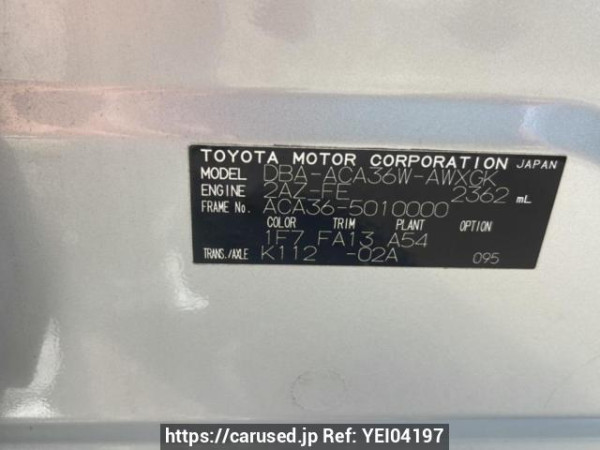 TOYOTA MOTOR CORPORATION JAPAN
MODEL DBA-ACA36W-AWXGK
ENGINE 2AZ-FE 2362 mL
FRAME No. ACA36-5010000
COLOR TRIM PLANT OPTION
1F7 FA13 A54
TRANS./AXLE K112 -02A 095
https://carused.jp Ref: YEI04197